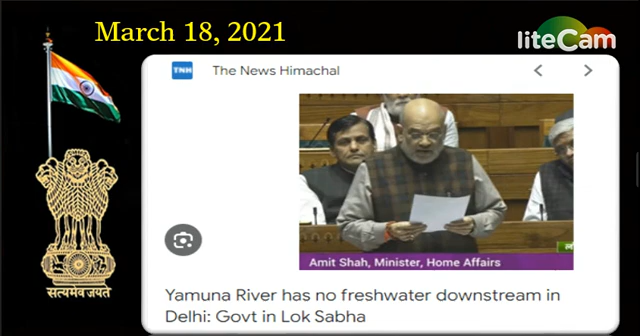 March 18, 2021
liteCam
TNH The News Himachal
Amit Shah, Minister, Home Affairs
सत्यमेव जयते
Yamuna River has no freshwater downstream in
Delhi: Govt in Lok Sabha